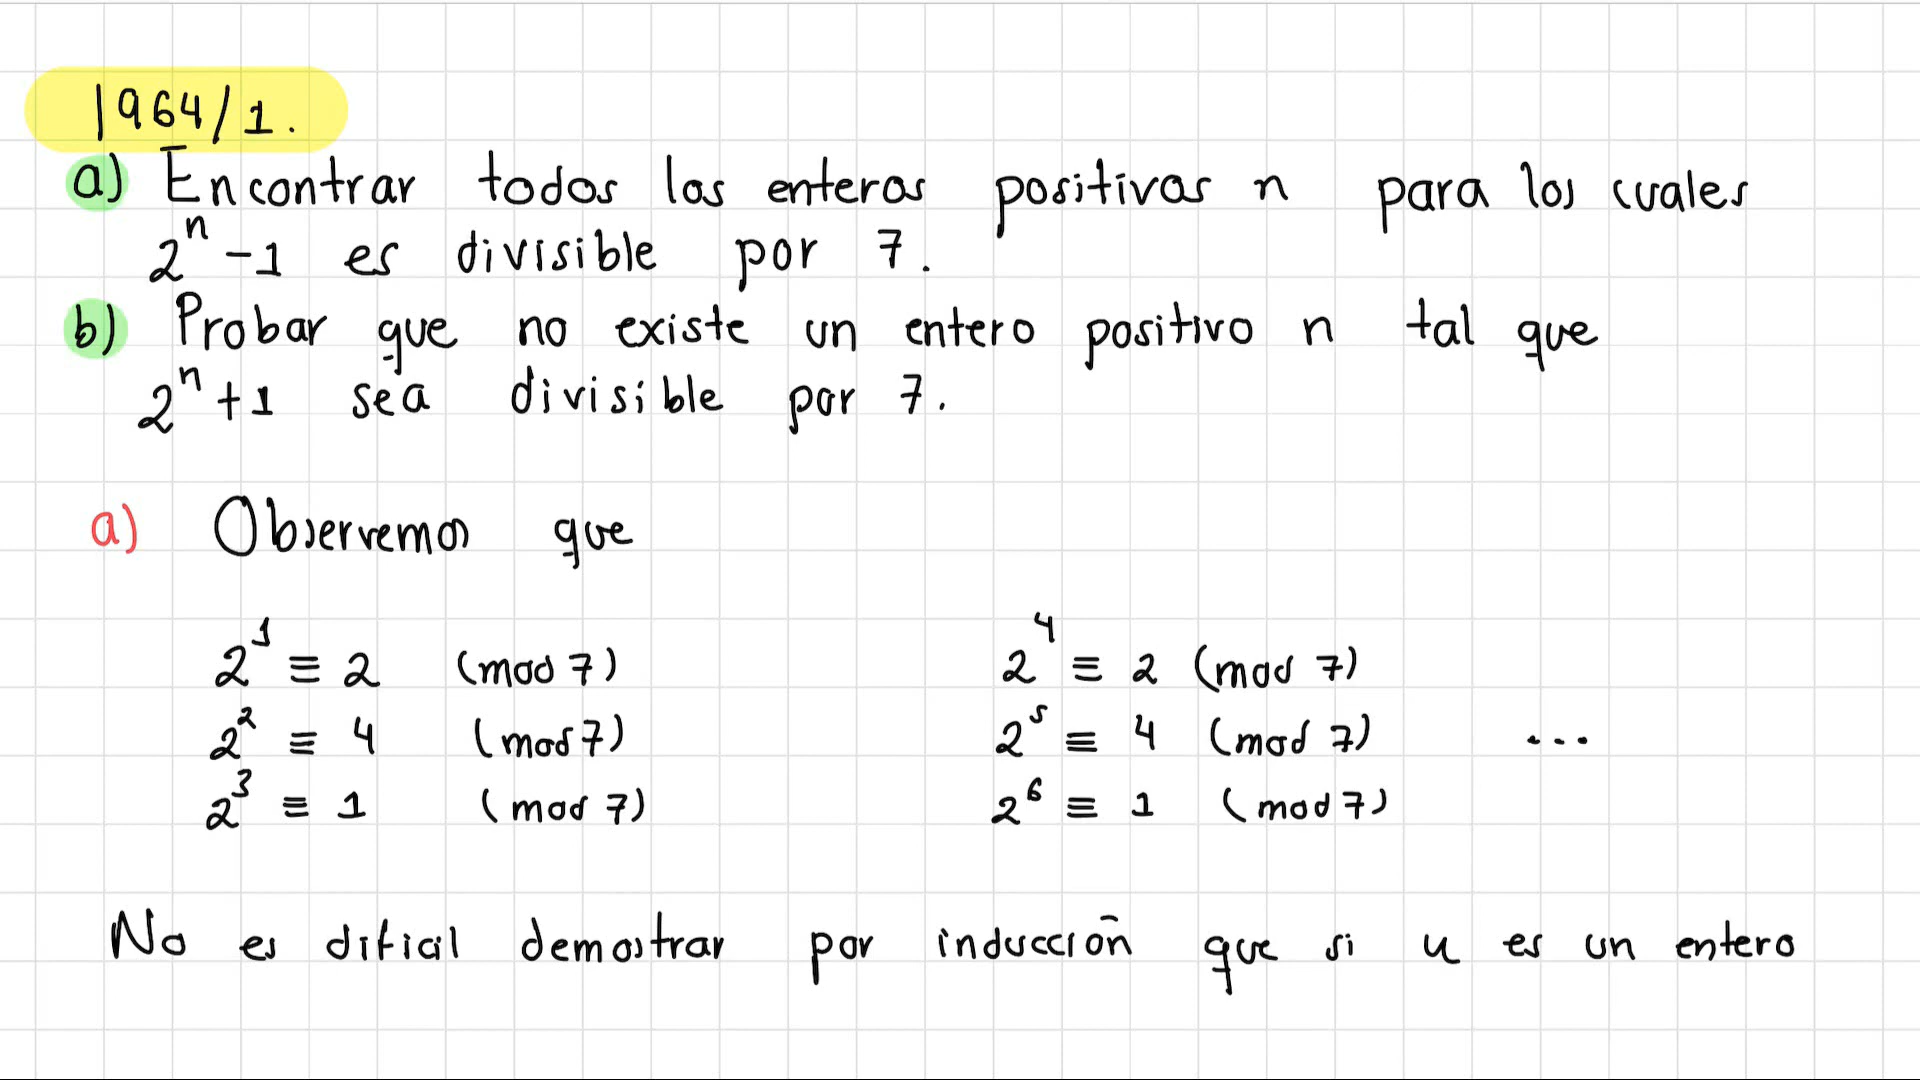 1964/1.
a) Encontrar todos los enteros positivos n para los cuales
2^n - 1 es divisible por 7.
b) Probar que no existe un entero positivo n tal que
2^n + 1 sea divisible por 7.
a) Observemos que
2^1 ≡ 2 (mod 7) 2^4 ≡ 2 (mod 7)
2^2 ≡ 4 (mod 7) 2^5 ≡ 4 (mod 7) ...
2^3 ≡ 1 (mod 7) 2^6 ≡ 1 (mod 7)
No es dificil demostrar por inducción que si u es un entero